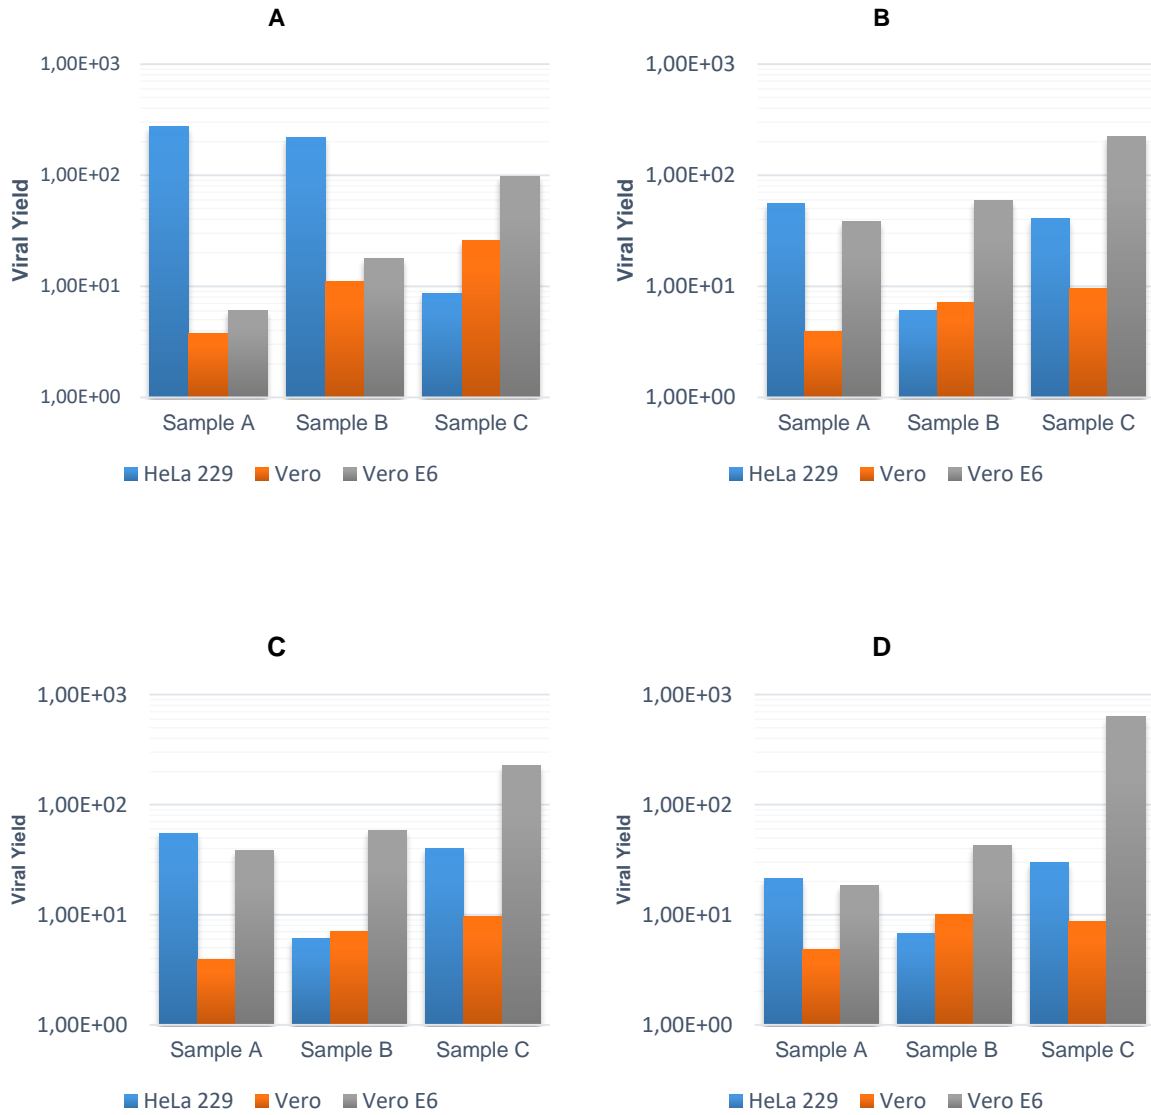 A
1,00E+03
1,00E+02
1,00E+01
1,00E+00
Viral Yield
Sample A Sample B Sample C
HeLa 229 Vero Vero E6
B
1,00E+03
1,00E+02
1,00E+01
1,00E+00
Viral Yield
Sample A Sample B Sample C
HeLa 229 Vero Vero E6
C
1,00E+03
1,00E+02
1,00E+01
1,00E+00
Viral Yield
Sample A Sample B Sample C
HeLa 229 Vero Vero E6
D
1,00E+03
1,00E+02
1,00E+01
1,00E+00
Viral Yield
Sample A Sample B Sample C
HeLa 229 Vero Vero E6